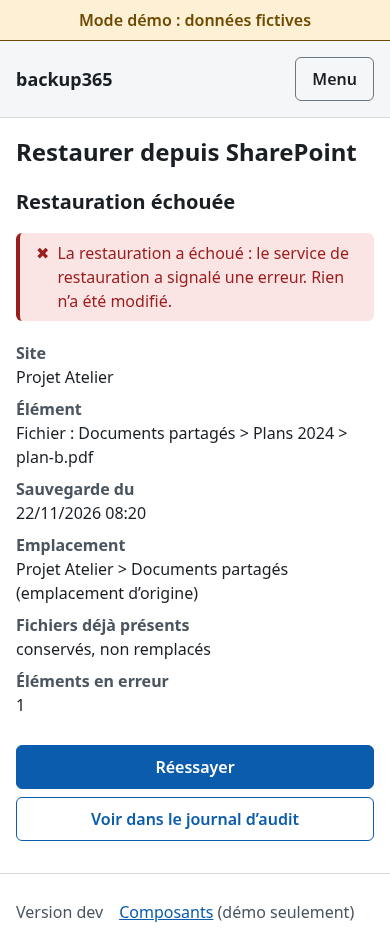 Mode démo : données fictives
backup365
Menu
Restaurer depuis SharePoint
Restauration échouée
✖ La restauration a échoué : le service de
restauration a signalé une erreur. Rien
n’a été modifié.
Site
Projet Atelier
Élément
Fichier : Documents partagés > Plans 2024 >
plan-b.pdf
Sauvegarde du
22/11/2026 08:20
Emplacement
Projet Atelier > Documents partagés
(emplacement d’origine)
Fichiers déjà présents
conservés, non remplacés
Éléments en erreur
1
Réessayer
Voir dans le journal d’audit
Version dev Composants (démo seulement)